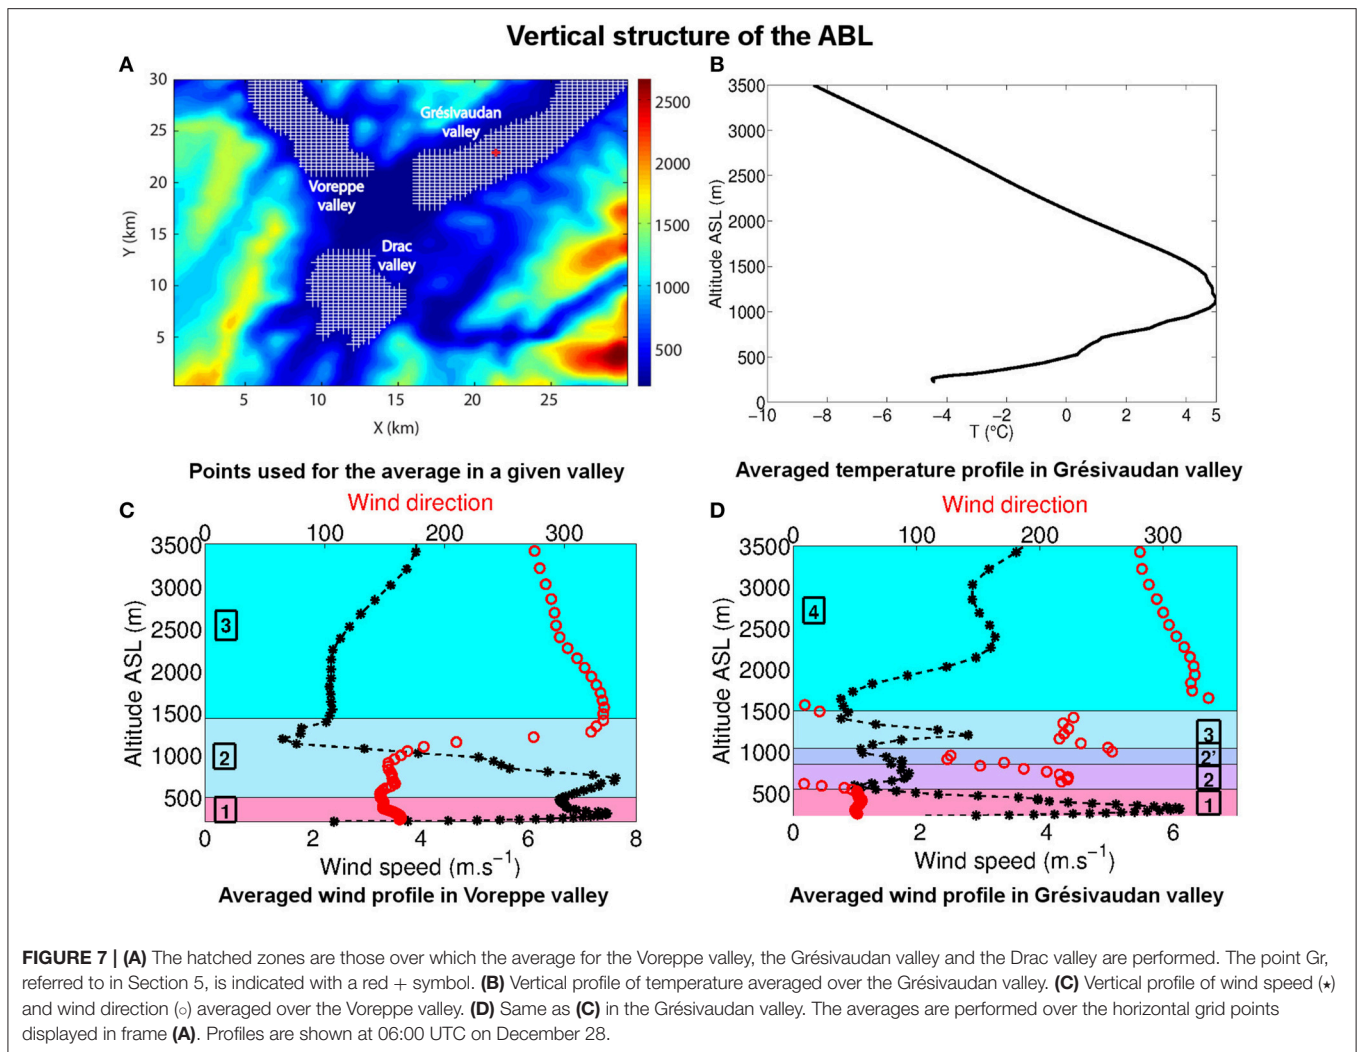 Vertical structure of the ABL
A
30
25
20
15
10
5
Y (km)
5
10
15
20
25
X (km)
Grésivaudan
valley
Voreppe
valley
Drac
valley
2500
2000
1500
1000
500
Points used for the average in a given valley
B
3500
3000
2500
2000
1500
1000
500
0
Altitude ASL (m)
−10
−8
−6
−4
−2
0
2
4
5
T (°C)
Averaged temperature profile in Grésivaudan valley
C
Wind direction
0
100
200
300
3500
3000
2500
2000
1500
1000
500
Altitude ASL (m)
3
2
1
0
2
4
6
8
Wind speed (m.s−1)
Averaged wind profile in Voreppe valley
D
Wind direction
0
100
200
300
3500
3000
2500
2000
1500
1000
500
Altitude ASL (m)
4
3
2'
2
1
0
2
4
6
Wind speed (m.s−1)
Averaged wind profile in Grésivaudan valley
FIGURE 7 | (A) The hatched zones are those over which the average for the Voreppe valley, the Grésivaudan valley and the Drac valley are performed. The point Gr,
referred to in Section 5, is indicated with a red + symbol. (B) Vertical profile of temperature averaged over the Grésivaudan valley. (C) Vertical profile of wind speed (⋆)
and wind direction (○) averaged over the Voreppe valley. (D) Same as (C) in the Grésivaudan valley. The averages are performed over the horizontal grid points
displayed in frame (A). Profiles are shown at 06:00 UTC on December 28.